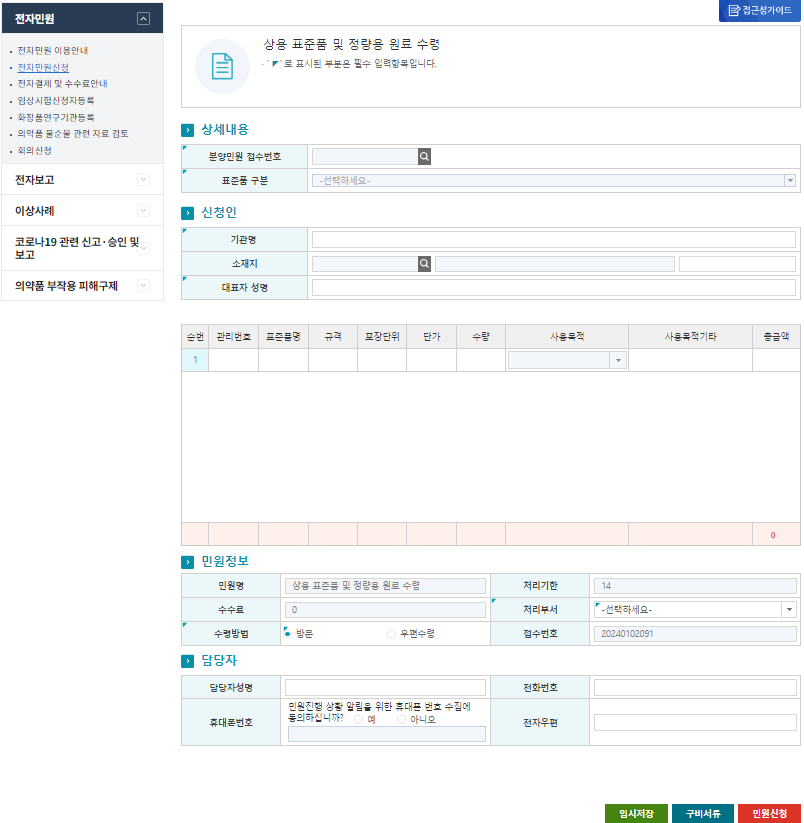 접근성가이드
전자민원
전자민원 이용안내
전자민원신청
전자결제 및 수수료안내
임상시험신청자등록
화장품연구기관등록
의약품 불순물 관련 자료 검토
회의신청
전자보고
이상사례
코로나19 관련 신고·승인 및
보고
의약품 부작용 피해구제
상용 표준품 및 정량용 원료 수령
- '◤'로 표시된 부분은 필수 입력항목입니다.
상세내용
분양민원 접수번호
표준품 구분 -선택하세요-
신청인
기관명
소재지
대표자 성명
순번 관리번호 표준품명 규격 포장단위 단가 수량 사용목적 사용목적기타 총금액
1
0
민원정보
민원명 상용 표준품 및 정량용 원료 수령 처리기한 14
수수료 0 처리부서 -선택하세요-
수령방법 방문 우편수령 접수번호 20240102091
담당자
담당자성명 전화번호
휴대폰번호 민원진행 상황 알림을 위한 휴대폰 번호 수집에
동의하십니까? 예 아니오 전자우편
임시저장 구비서류 민원신청